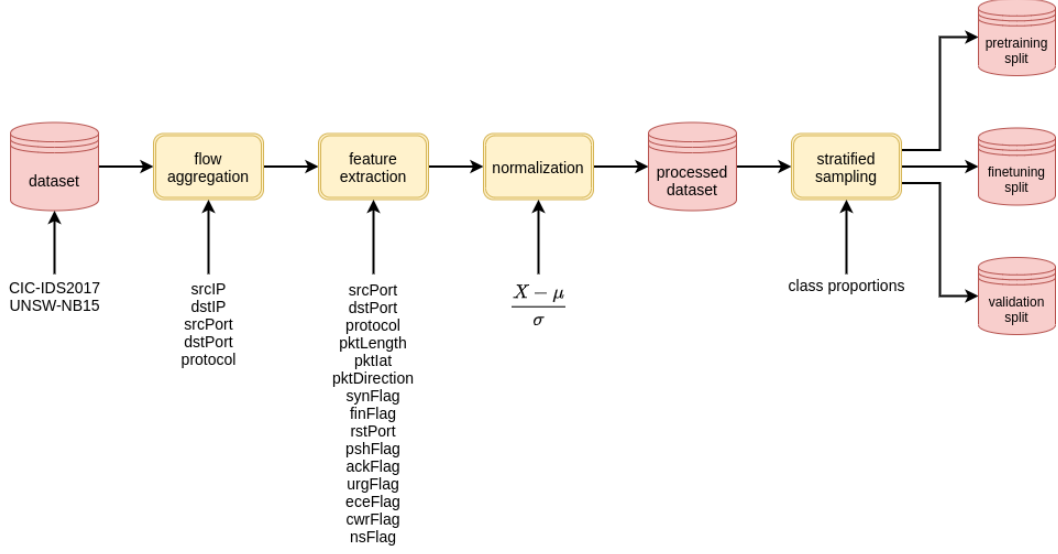 pretraining
split
dataset
flow
aggregation
feature
extraction
normalization
processed
dataset
stratified
sampling
finetuning
split
validation
split
CIC-IDS2017
UNSW-NB15
srcIP
dstIP
srcPort
dstPort
protocol
srcPort
dstPort
protocol
pktLength
pktIat
pktDirection
synFlag
finFlag
rstPort
pshFlag
ackFlag
urgFlag
eceFlag
cwrFlag
nsFlag
X − μ
σ
class proportions